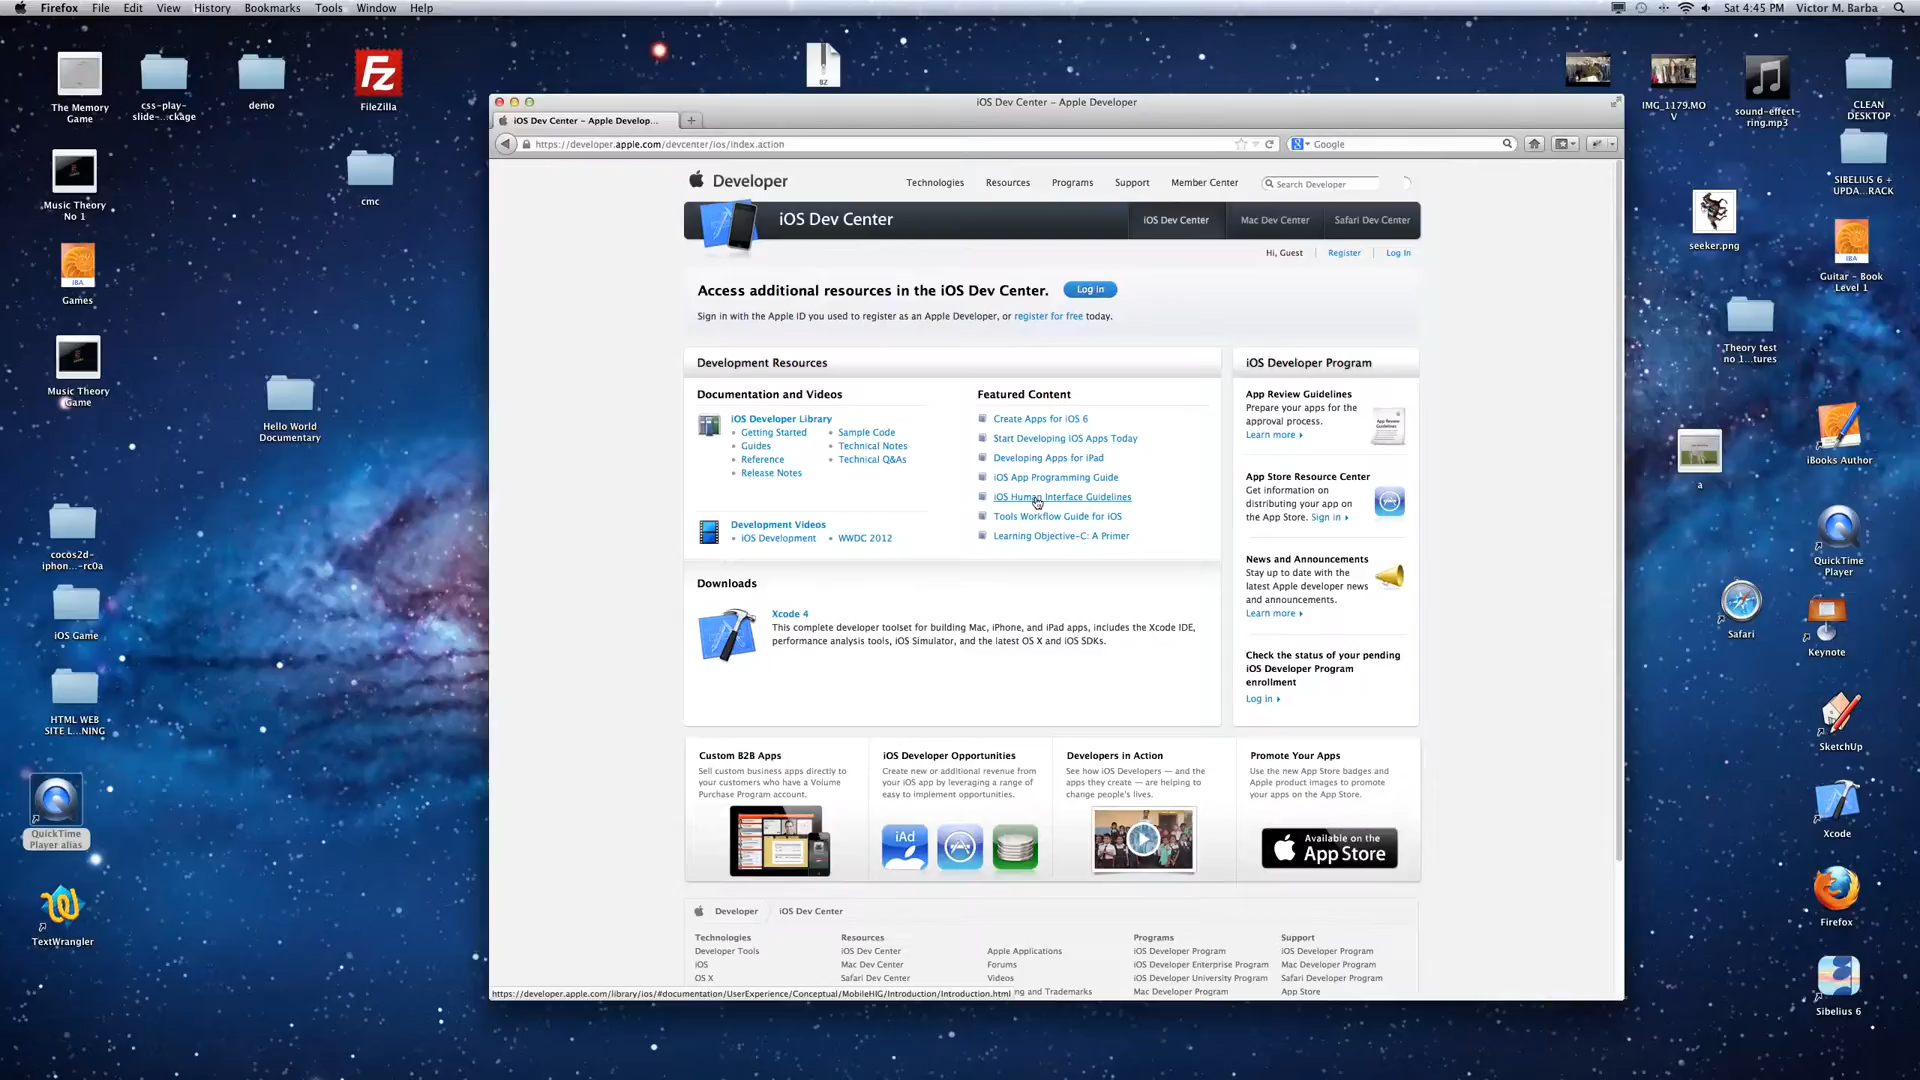 Firefox File Edit View History Bookmarks Tools Window Help
Sat 4:45 PM Victor M. Barba
The Memory
Game
css-play-
slide-...ckage
demo
FileZilla
BZ
IMG_1179.MO
V
sound-effect-
ring.mp3
CLEAN
DESKTOP
Music Theory
No 1
cmc
SIBELIUS 6 +
UPDA...RACK
IBA
Games
seeker.png
IBA
Guitar - Book
Level 1
Music Theory
Game
Theory test
no 1...tures
Hello World
Documentary
iBooks Author
a
cocos2d-
iphon...-rc0a
QuickTime
Player
iOS Game
Safari
Keynote
HTML WEB
SITE L...NING
SketchUp
QuickTime
Player alias
Xcode
TextWrangler
Firefox
Sibelius 6
iOS Dev Center - Apple Developer
iOS Dev Center - Apple Develop...
https://developer.apple.com/devcenter/ios/index.action
Google
Developer
Technologies Resources Programs Support Member Center Search Developer
iOS Dev Center
iOS Dev Center Mac Dev Center Safari Dev Center
Hi, Guest Register Log In
Access additional resources in the iOS Dev Center. Log in
Sign in with the Apple ID you used to register as an Apple Developer, or register for free today.
Development Resources
Documentation and Videos
iOS Developer Library
Getting Started Sample Code
Guides Technical Notes
Reference Technical Q&As
Release Notes
Development Videos
iOS Development WWDC 2012
Featured Content
Create Apps for iOS 6
Start Developing iOS Apps Today
Developing Apps for iPad
iOS App Programming Guide
iOS Human Interface Guidelines
Tools Workflow Guide for iOS
Learning Objective-C: A Primer
Downloads
Xcode 4
This complete developer toolset for building Mac, iPhone, and iPad apps, includes the Xcode IDE,
performance analysis tools, iOS Simulator, and the latest OS X and iOS SDKs.
iOS Developer Program
App Review Guidelines
Prepare your apps for the
approval process.
Learn more
App Review
Guidelines
App Store Resource Center
Get information on
distributing your app on
the App Store. Sign in
News and Announcements
Stay up to date with the
latest Apple developer news
and announcements.
Learn more
Check the status of your pending
iOS Developer Program
enrollment
Log in
Custom B2B Apps
Sell custom business apps directly to
your customers who have a Volume
Purchase Program account.
iOS Developer Opportunities
Create new or additional revenue from
your iOS app by leveraging a range of
easy to implement opportunities.
iAd
Developers in Action
See how iOS Developers — and the
apps they create — are helping to
change people's lives.
Promote Your Apps
Use the new App Store badges and
Apple product images to promote
your apps on the App Store.
Available on the
App Store
Developer iOS Dev Center
Technologies
Developer Tools
iOS
OS X
Resources
iOS Dev Center
Mac Dev Center
Safari Dev Center
Apple Applications
Forums
Videos
ng and Trademarks
Programs
iOS Developer Program
iOS Developer Enterprise Program
iOS Developer University Program
Mac Developer Program
Support
iOS Developer Program
Mac Developer Program
Safari Developer Program
App Store
https://developer.apple.com/library/ios/#documentation/UserExperience/Conceptual/MobileHIG/Introduction/Introduction.html